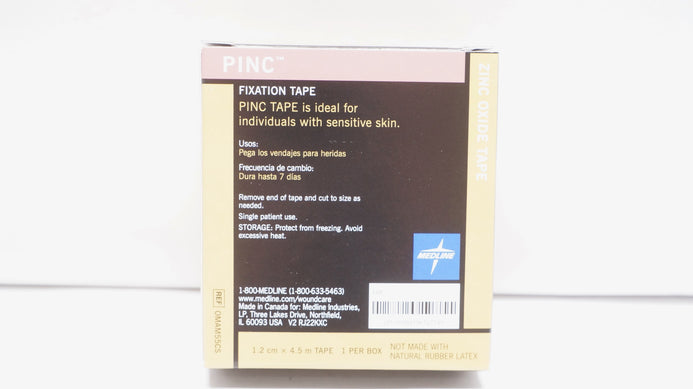 PINC™
FIXATION TAPE
PINC TAPE is ideal for
individuals with sensitive skin.
Usos:
Pega los vendajes para heridas
Frecuencia de cambio:
Dura hasta 7 días
Remove end of tape and cut to size as
needed.
Single patient use.
STORAGE: Protect from freezing. Avoid
excessive heat.
MEDLINE
1-800-MEDLINE (1-800-633-5463)
www.medline.com/woundcare
Made in Canada for: Medline Industries,
LP, Three Lakes Drive, Northfield,
IL 60093 USA V2 RJ22KXC
1.2 cm × 4.5 m TAPE 1 PER BOX
NOT MADE WITH
NATURAL RUBBER LATEX
REF OMAM55CS
ZINC OXIDE TAPE